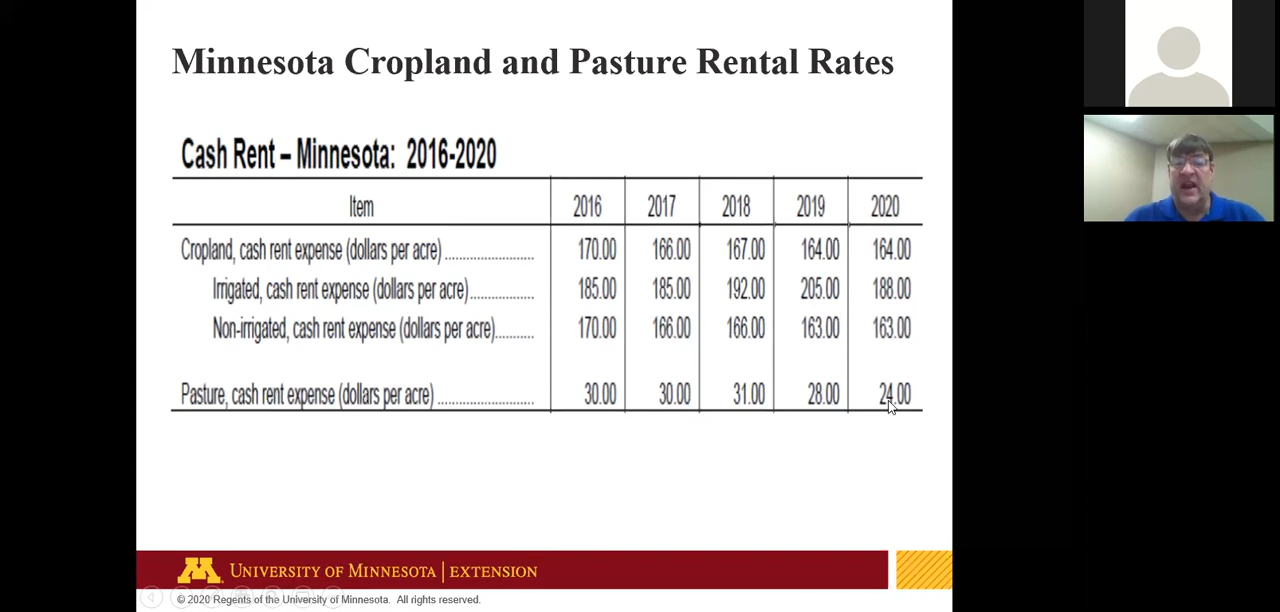 Minnesota Cropland and Pasture Rental Rates
Cash Rent – Minnesota: 2016-2020
Item 2016 2017 2018 2019 2020
Cropland, cash rent expense (dollars per acre) ........................ 170.00 166.00 167.00 164.00 164.00
Irrigated, cash rent expense (dollars per acre)................. 185.00 185.00 192.00 205.00 188.00
Non-irrigated, cash rent expense (dollars per acre).......... 170.00 166.00 166.00 163.00 163.00
Pasture, cash rent expense (dollars per acre) .......................... 30.00 30.00 31.00 28.00 24.00
M UNIVERSITY OF MINNESOTA | EXTENSION
© 2020 Regents of the University of Minnesota. All rights reserved.